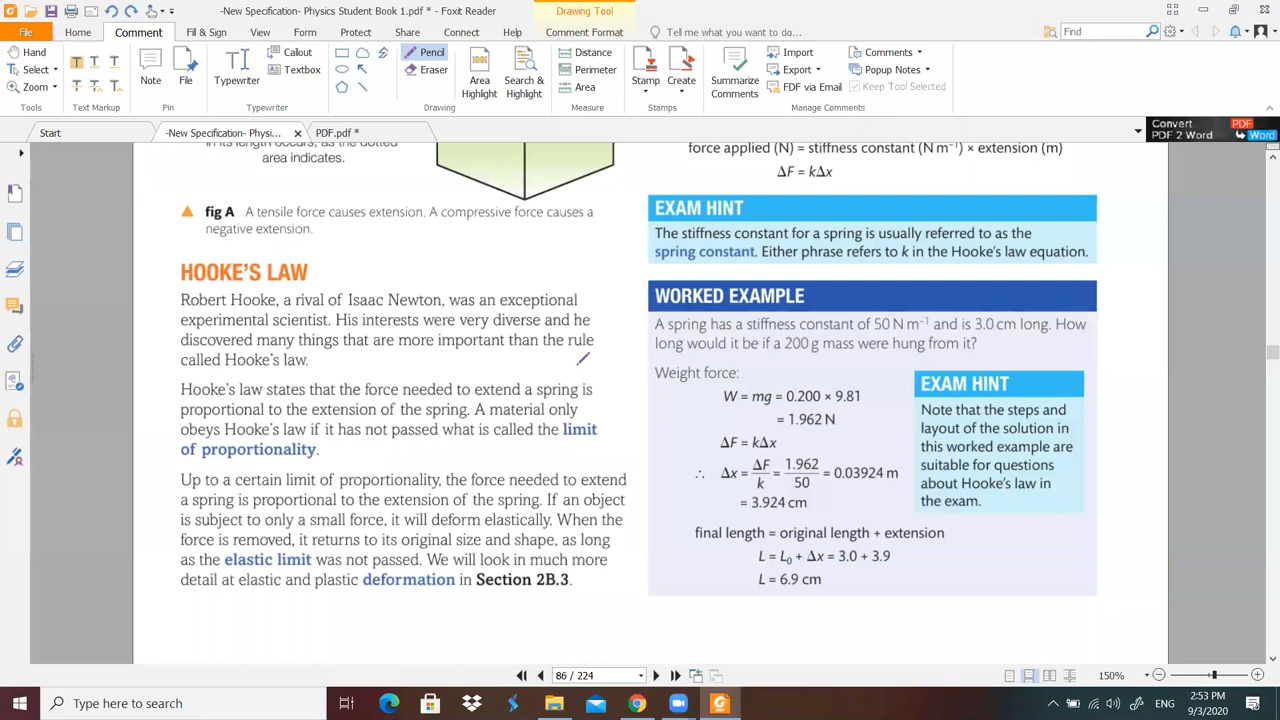 -New Specification- Physics Student Book 1.pdf * - Foxit Reader
Drawing Tool
File Home Comment Fill & Sign View Form Protect Share Connect Help Comment Format Tell me what you want to do... Find
Hand
Select
Zoom
Tools
Text Markup
Note
File
Pin
Typewriter
Callout
Textbox
Typewriter
Pencil
Eraser
Drawing
Area Highlight
Search & Highlight
Distance
Perimeter
Area
Measure
Stamp
Create
Stamps
Summarize Comments
Import
Export
FDF via Email
Comments
Popup Notes
Keep Tool Selected
Manage Comments
Start
-New Specification- Physi...
PDF.pdf *
Convert PDF
PDF 2 Word Word
in its length occurs, as the dotted
area indicates.
fig A A tensile force causes extension. A compressive force causes a
negative extension.
HOOKE'S LAW
Robert Hooke, a rival of Isaac Newton, was an exceptional
experimental scientist. His interests were very diverse and he
discovered many things that are more important than the rule
called Hooke's law.
Hooke's law states that the force needed to extend a spring is
proportional to the extension of the spring. A material only
obeys Hooke's law if it has not passed what is called the limit
of proportionality.
Up to a certain limit of proportionality, the force needed to extend
a spring is proportional to the extension of the spring. If an object
is subject to only a small force, it will deform elastically. When the
force is removed, it returns to its original size and shape, as long
as the elastic limit was not passed. We will look in much more
detail at elastic and plastic deformation in Section 2B.3.
force applied (N) = stiffness constant (N m⁻¹) × extension (m)
ΔF = kΔx
EXAM HINT
The stiffness constant for a spring is usually referred to as the
spring constant. Either phrase refers to k in the Hooke's law equation.
WORKED EXAMPLE
A spring has a stiffness constant of 50 N m⁻¹ and is 3.0 cm long. How
long would it be if a 200 g mass were hung from it?
Weight force:
W = mg = 0.200 × 9.81
= 1.962 N
ΔF = kΔx
∴ Δx = ΔF/k = 1.962/50 = 0.03924 m
= 3.924 cm
final length = original length + extension
L = L₀ + Δx = 3.0 + 3.9
L = 6.9 cm
EXAM HINT
Note that the steps and
layout of the solution in
this worked example are
suitable for questions
about Hooke's law in
the exam.
86 / 224
150%
Type here to search
ENG
2:53 PM
9/3/2020